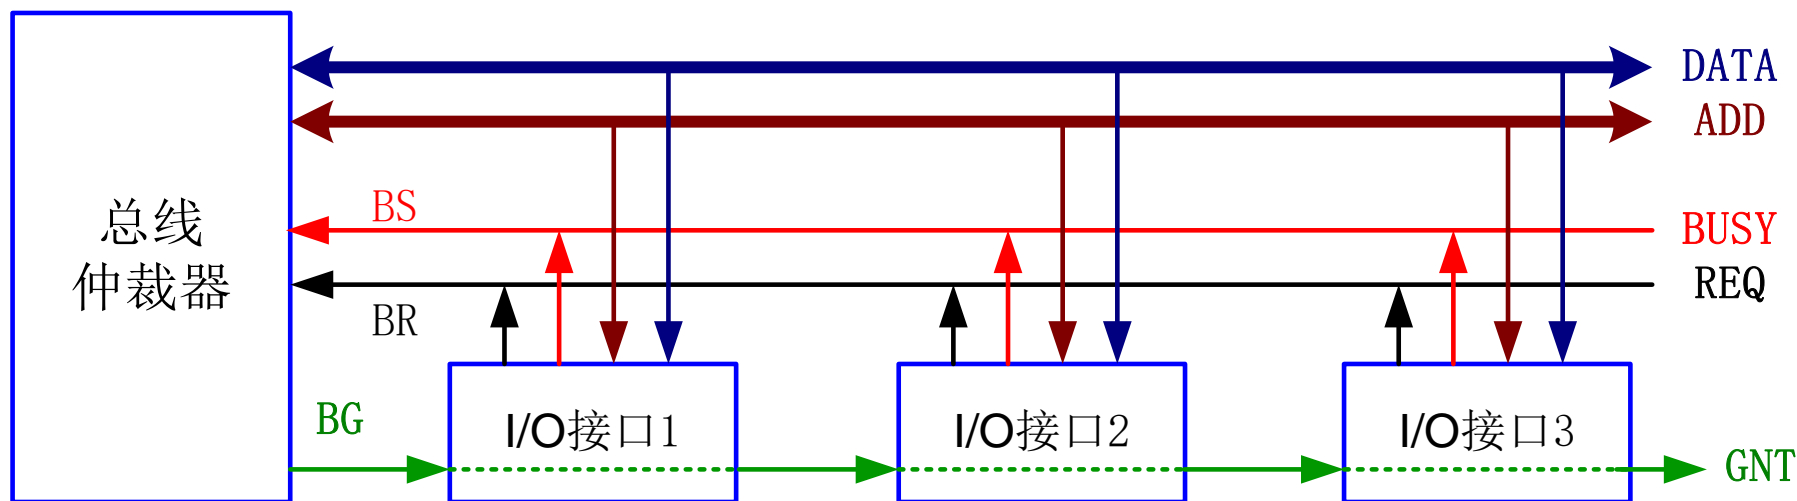 DATA
ADD
总线
仲裁器
BS
BUSY
REQ
BR
BG
I/O接口1
I/O接口2
I/O接口3
GNT